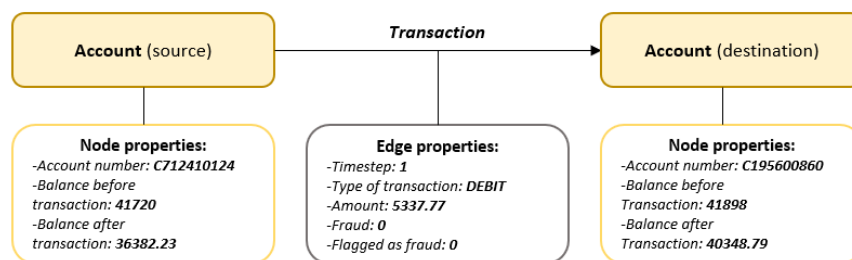 Transaction
Account (source)
Account (destination)
Node properties:
-Account number: C712410124
-Balance before
transaction: 41720
-Balance after
transaction: 36382.23
Edge properties:
-Timestep: 1
-Type of transaction: DEBIT
-Amount: 5337.77
-Fraud: 0
-Flagged as fraud: 0
Node properties:
-Account number: C195600860
-Balance before
Transaction: 41898
-Balance after
Transaction: 40348.79